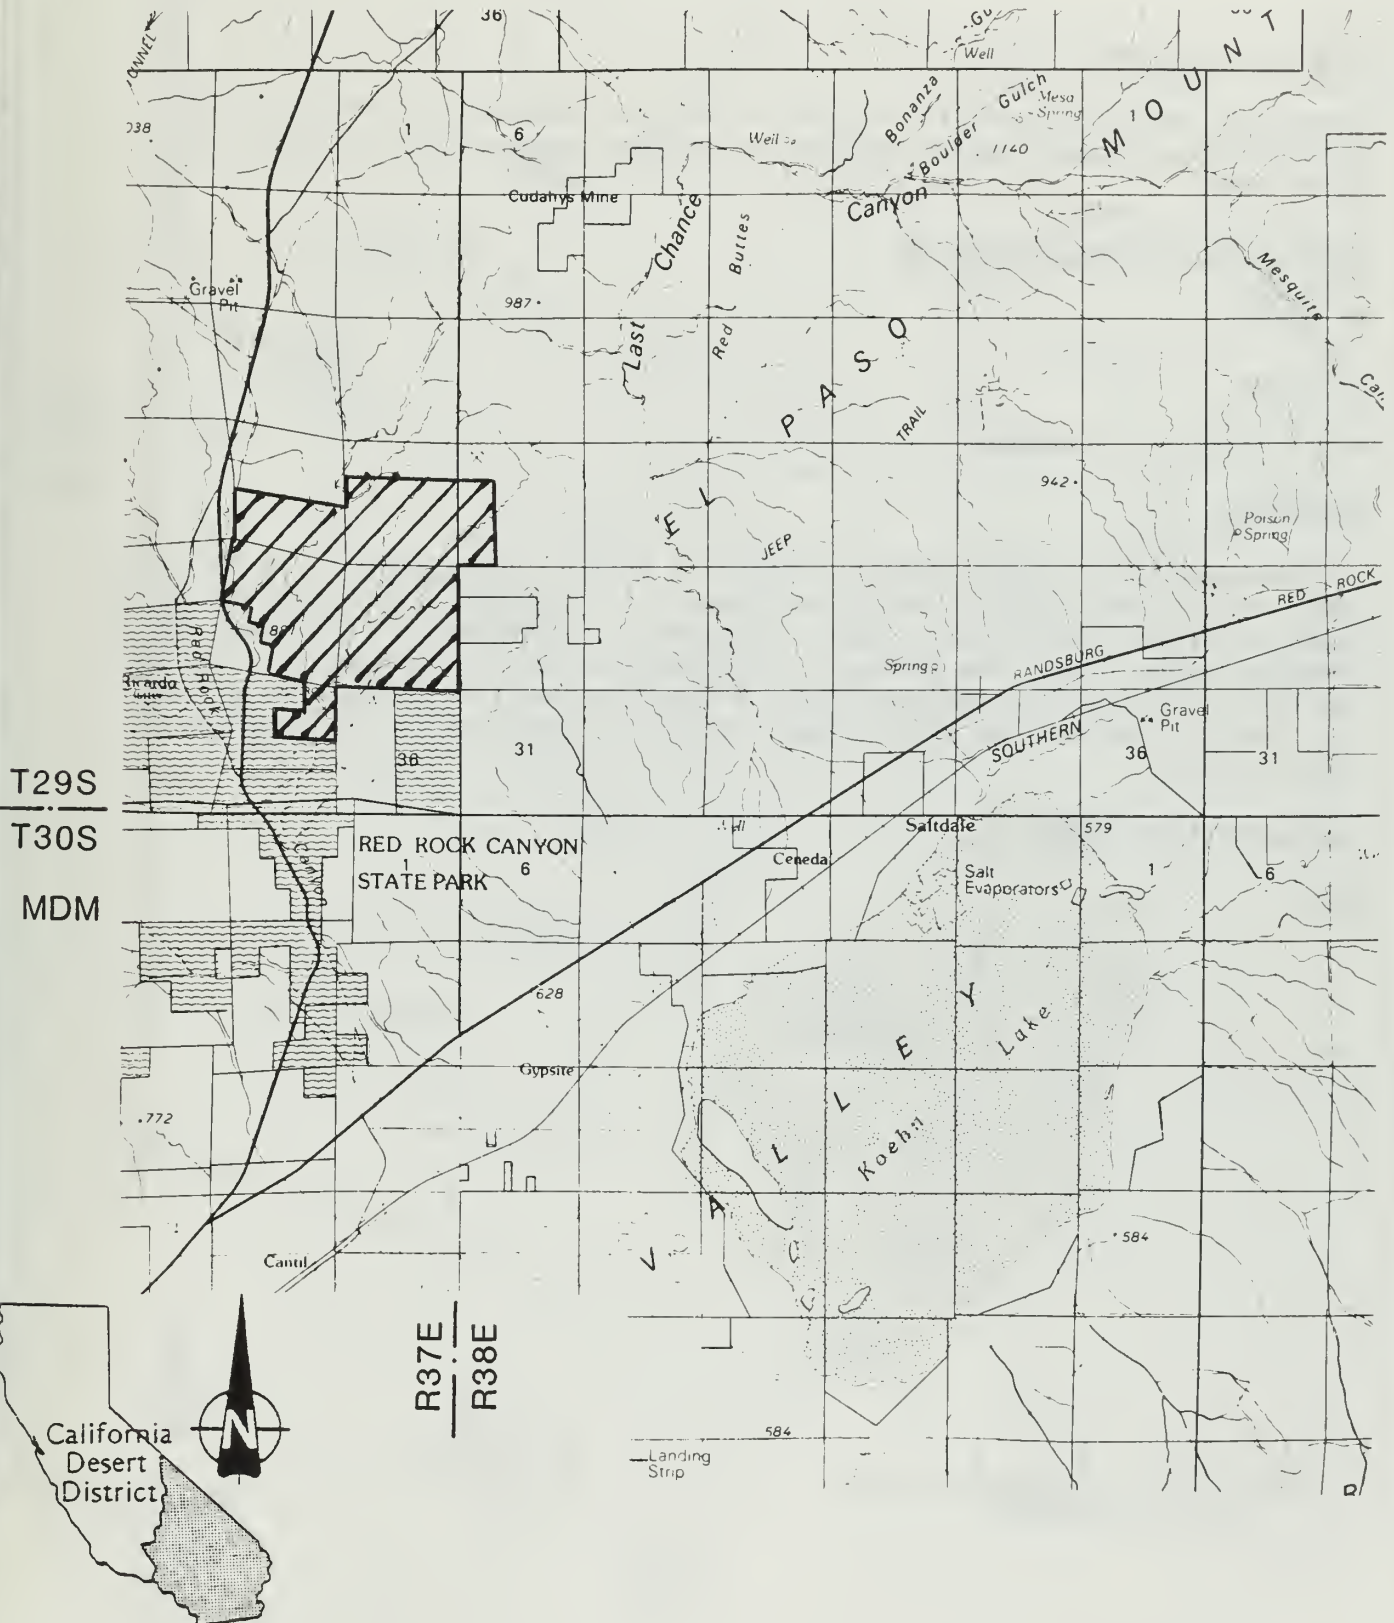 36
Well
M O U N T
Bonanza
Gulch
Mesa
Spring
1
6
1
Boulder
1140
Cudahys Mine
Canyon
Chance
Buttes
Mesquite
Gravel
Pit
987
Last
Red
P A S O
TRAIL
E L
942
JEEP
Poison
Spring
RED ROCK
Red Rock
Spring
RANDSBURG
Gravel
Pit
SOUTHERN
36
31
36
31
T29S
T30S
MDM
RED ROCK CANYON
1
6
STATE PARK
Saltdale
579
Ceneda
Salt
Evaporators
1
6
Canyon
628
Y
Lake
E
Gypsite
L
Koehn
L
772
A
V
584
Cantil
R37E
R38E
N
California
Desert
District
584
Landing
Strip